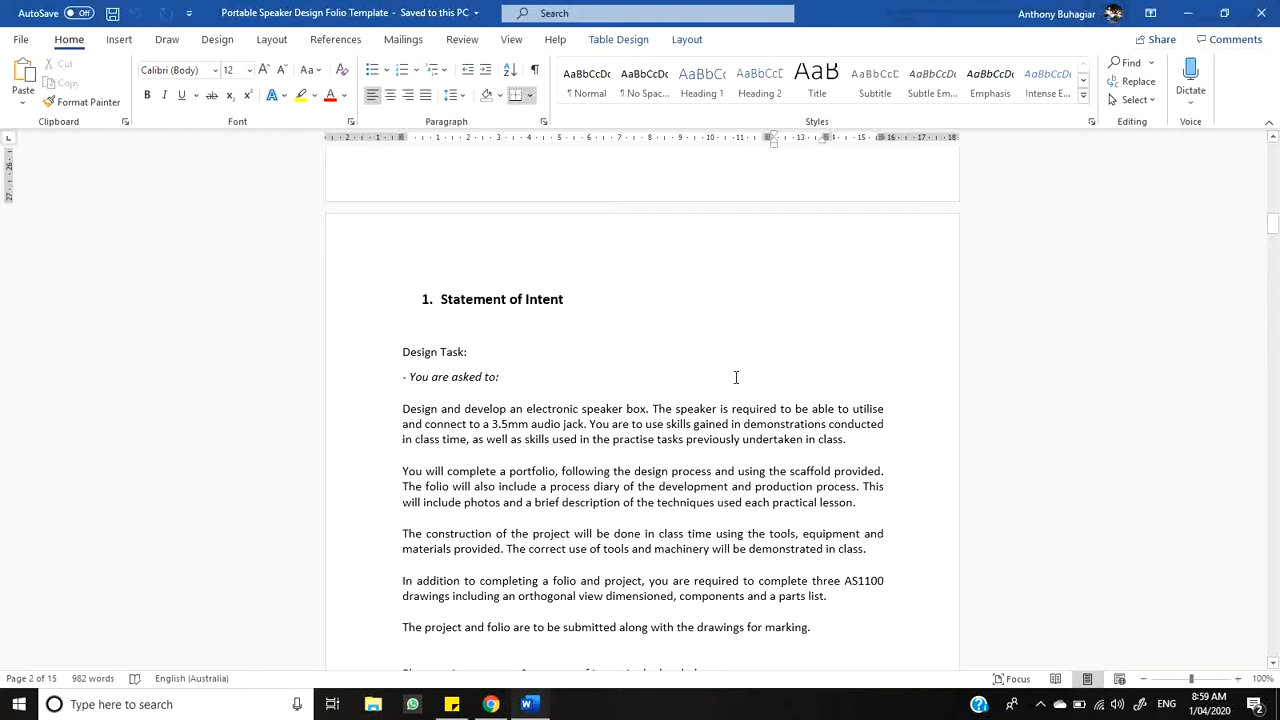 AutoSave Off Portable Speaker Design Folio Template - Saved to this PC Search Anthony Buhagiar
File Home Insert Draw Design Layout References Mailings Review View Help Table Design Layout Share Comments
Paste Cut Copy Format Painter
Calibri (Body) 12
AaBbCcDc AaBbCcDc AaBbCc AaBbCcC AaB AaBbCcD AaBbCcDc AaBbCcDc AaBbCcDc
¶ Normal ¶ No Spac... Heading 1 Heading 2 Title Subtitle Subtle Em... Emphasis Intense E...
Find Replace Select Dictate
Clipboard Font Paragraph Styles Editing Voice
1. Statement of Intent
Design Task:
- You are asked to:
Design and develop an electronic speaker box. The speaker is required to be able to utilise
and connect to a 3.5mm audio jack. You are to use skills gained in demonstrations conducted
in class time, as well as skills used in the practise tasks previously undertaken in class.
You will complete a portfolio, following the design process and using the scaffold provided.
The folio will also include a process diary of the development and production process. This
will include photos and a brief description of the techniques used each practical lesson.
The construction of the project will be done in class time using the tools, equipment and
materials provided. The correct use of tools and machinery will be demonstrated in class.
In addition to completing a folio and project, you are required to complete three AS1100
drawings including an orthogonal view dimensioned, components and a parts list.
The project and folio are to be submitted along with the drawings for marking.
Page 2 of 15 982 words English (Australia) Focus 100%
Type here to search ENG 8:59 AM
1/04/2020